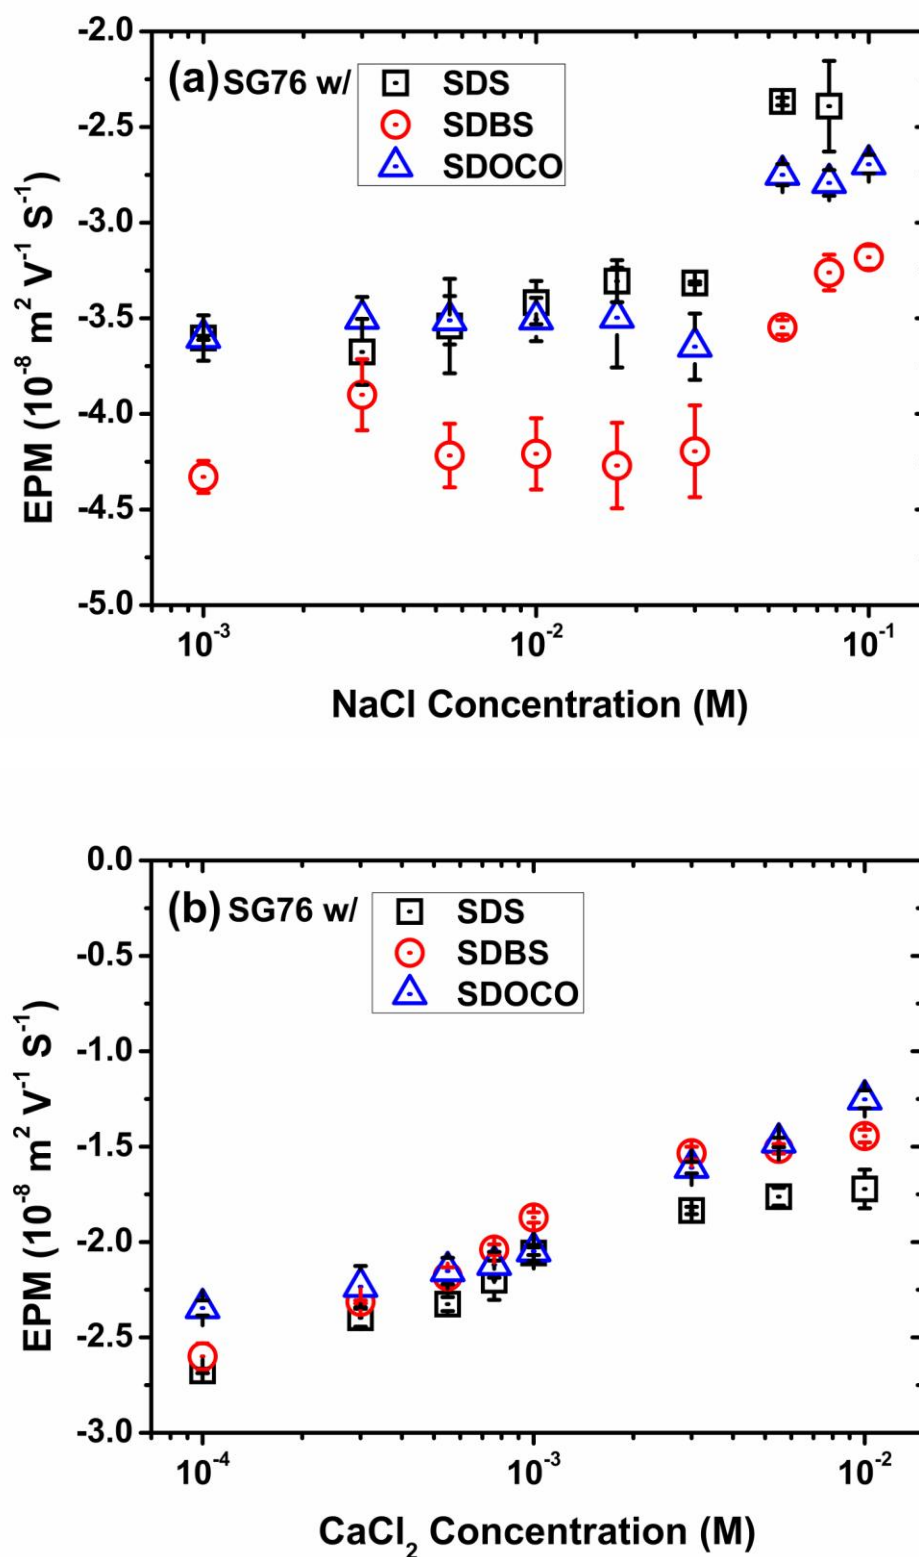 (a) SG76 w/
SDS
SDBS
SDOCO
-2.0
-2.5
-3.0
-3.5
-4.0
-4.5
-5.0
EPM (10⁻⁸ m² V⁻¹ S⁻¹)
10⁻³
10⁻²
10⁻¹
NaCl Concentration (M)
(b) SG76 w/
SDS
SDBS
SDOCO
0.0
-0.5
-1.0
-1.5
-2.0
-2.5
-3.0
EPM (10⁻⁸ m² V⁻¹ S⁻¹)
10⁻⁴
10⁻³
10⁻²
CaCl₂ Concentration (M)